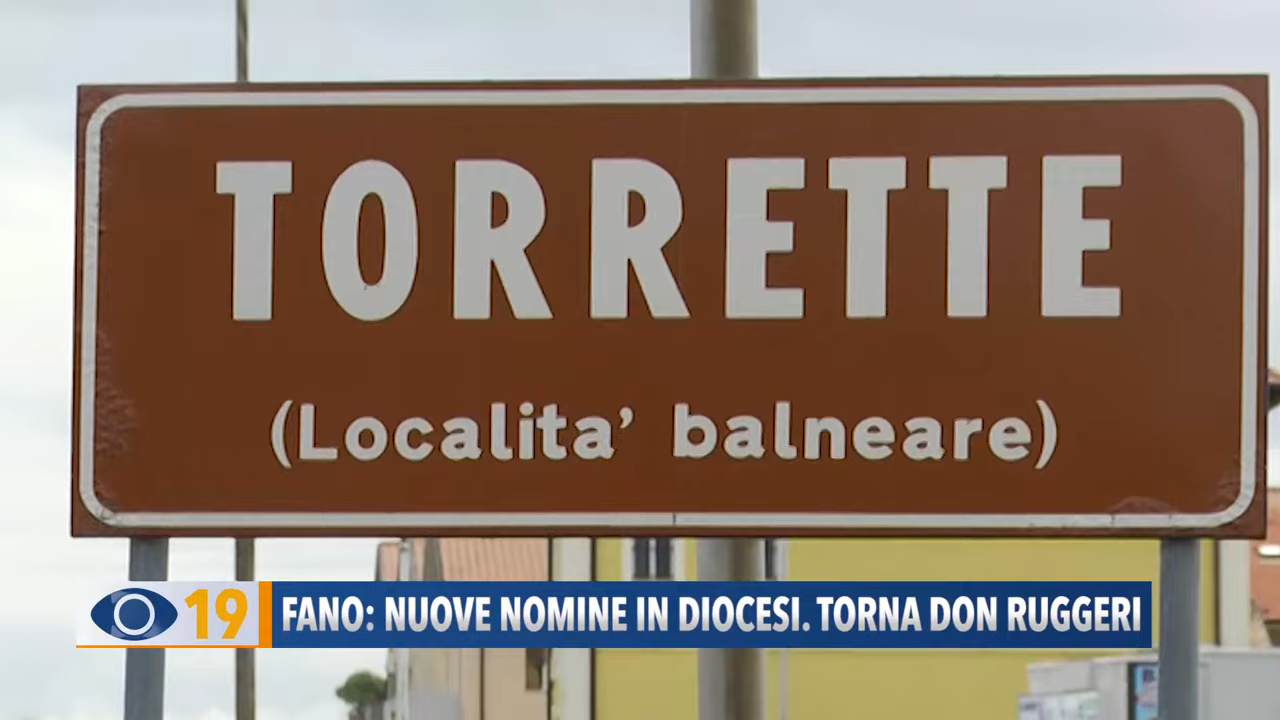 TORRETTE
(Localita’ balneare)
19
FANO: NUOVE NOMINE IN DIOCESI. TORNA DON RUGGERI